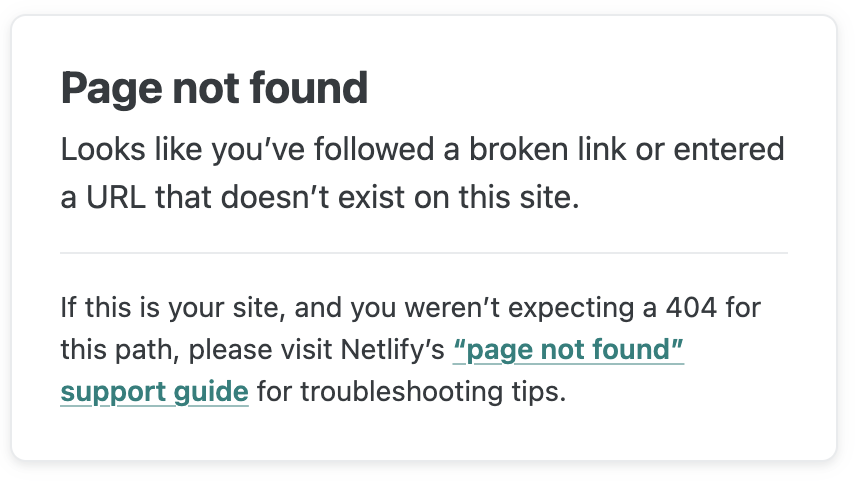 Page not found
Looks like you’ve followed a broken link or entered
a URL that doesn’t exist on this site.
If this is your site, and you weren’t expecting a 404 for
this path, please visit Netlify’s “page not found”
support guide for troubleshooting tips.